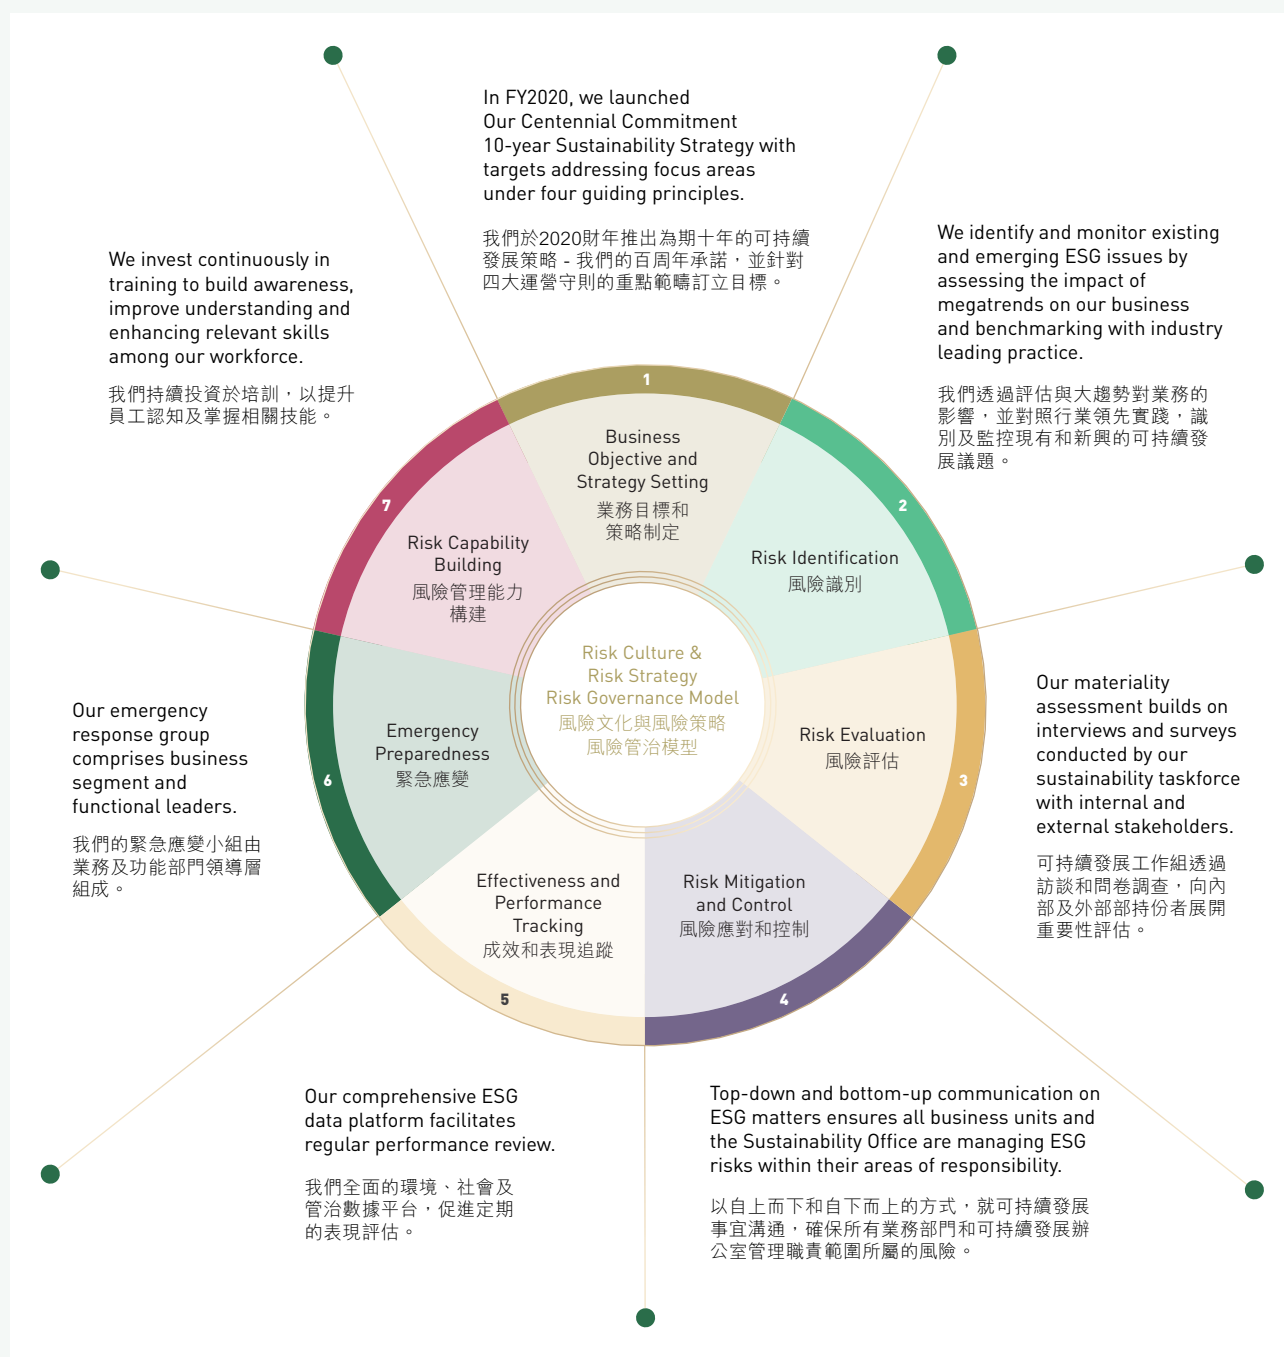 In FY2020, we launched
Our Centennial Commitment
10-year Sustainability Strategy with
targets addressing focus areas
under four guiding principles.
我們於2020財年推出為期十年的可持續
發展策略 - 我們的百周年承諾，並針對
四大運營守則的重點範疇訂立目標。
We identify and monitor existing
and emerging ESG issues by
assessing the impact of
megatrends on our business
and benchmarking with industry
leading practice.
我們透過評估與大趨勢對業務的
影響，並對照行業領先實踐，識
別及監控現有和新興的可持續發
展議題。
Our materiality
assessment builds on
interviews and surveys
conducted by our
sustainability taskforce
with internal and
external stakeholders.
可持續發展工作組透過
訪談和問卷調查，向內
部及外部部持份者展開
重要性評估。
Top-down and bottom-up communication on
ESG matters ensures all business units and
the Sustainability Office are managing ESG
risks within their areas of responsibility.
以自上而下和自下而上的方式，就可持續發展
事宜溝通，確保所有業務部門和可持續發展辦
公室管理職責範圍所屬的風險。
Our comprehensive ESG
data platform facilitates
regular performance review.
我們全面的環境、社會及
管治數據平台，促進定期
的表現評估。
Our emergency
response group
comprises business
segment and
functional leaders.
我們的緊急應變小組由
業務及功能部門領導層
組成。
We invest continuously in
training to build awareness,
improve understanding and
enhancing relevant skills
among our workforce.
我們持續投資於培訓，以提升
員工認知及掌握相關技能。
1
Business
Objective and
Strategy Setting
業務目標和
策略制定
2
Risk Identification
風險識別
3
Risk Evaluation
風險評估
4
Risk Mitigation
and Control
風險應對和控制
5
Effectiveness and
Performance
Tracking
成效和表現追蹤
6
Emergency
Preparedness
緊急應變
7
Risk Capability
Building
風險管理能力
構建
Risk Culture &
Risk Strategy
Risk Governance Model
風險文化與風險策略
風險管治模型